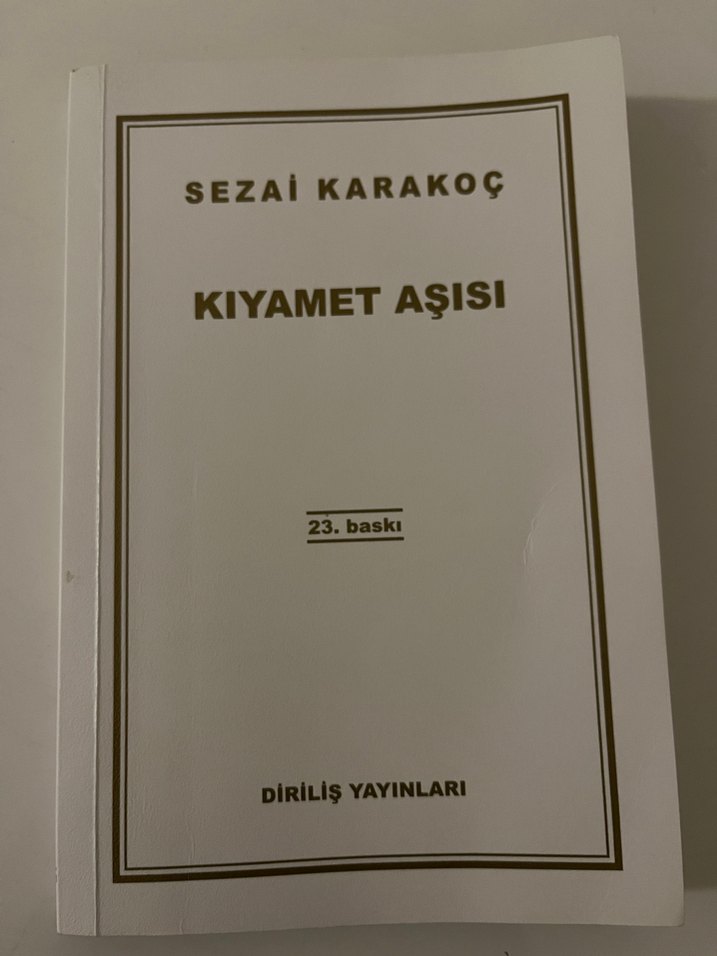 SEZAİ KARAKOÇ
KIYAMET AŞISI
23. baskı
DİRİLİŞ YAYINLARI